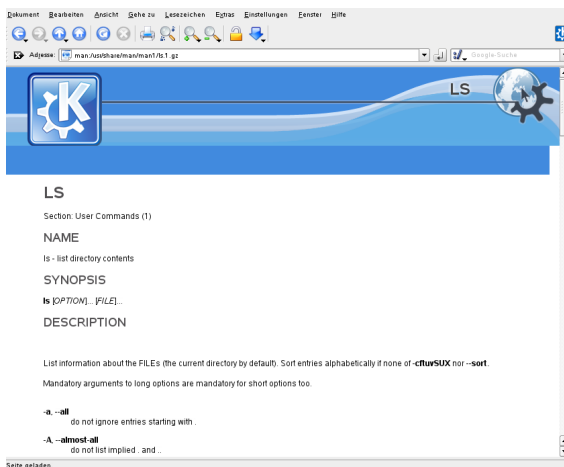 Dokument Bearbeiten Ansicht Gehe zu Lesezeichen Extras Einstellungen Fenster Hilfe
Adresse: man:/usr/share/man/man1/ls.1.gz Google-Suche
LS
LS
Section: User Commands (1)
NAME
ls - list directory contents
SYNOPSIS
ls [OPTION]... [FILE]...
DESCRIPTION
List information about the FILEs (the current directory by default). Sort entries alphabetically if none of -cftuvSUX nor --sort.
Mandatory arguments to long options are mandatory for short options too.
-a, --all
do not ignore entries starting with .
-A, --almost-all
do not list implied . and ..
Seite geladen